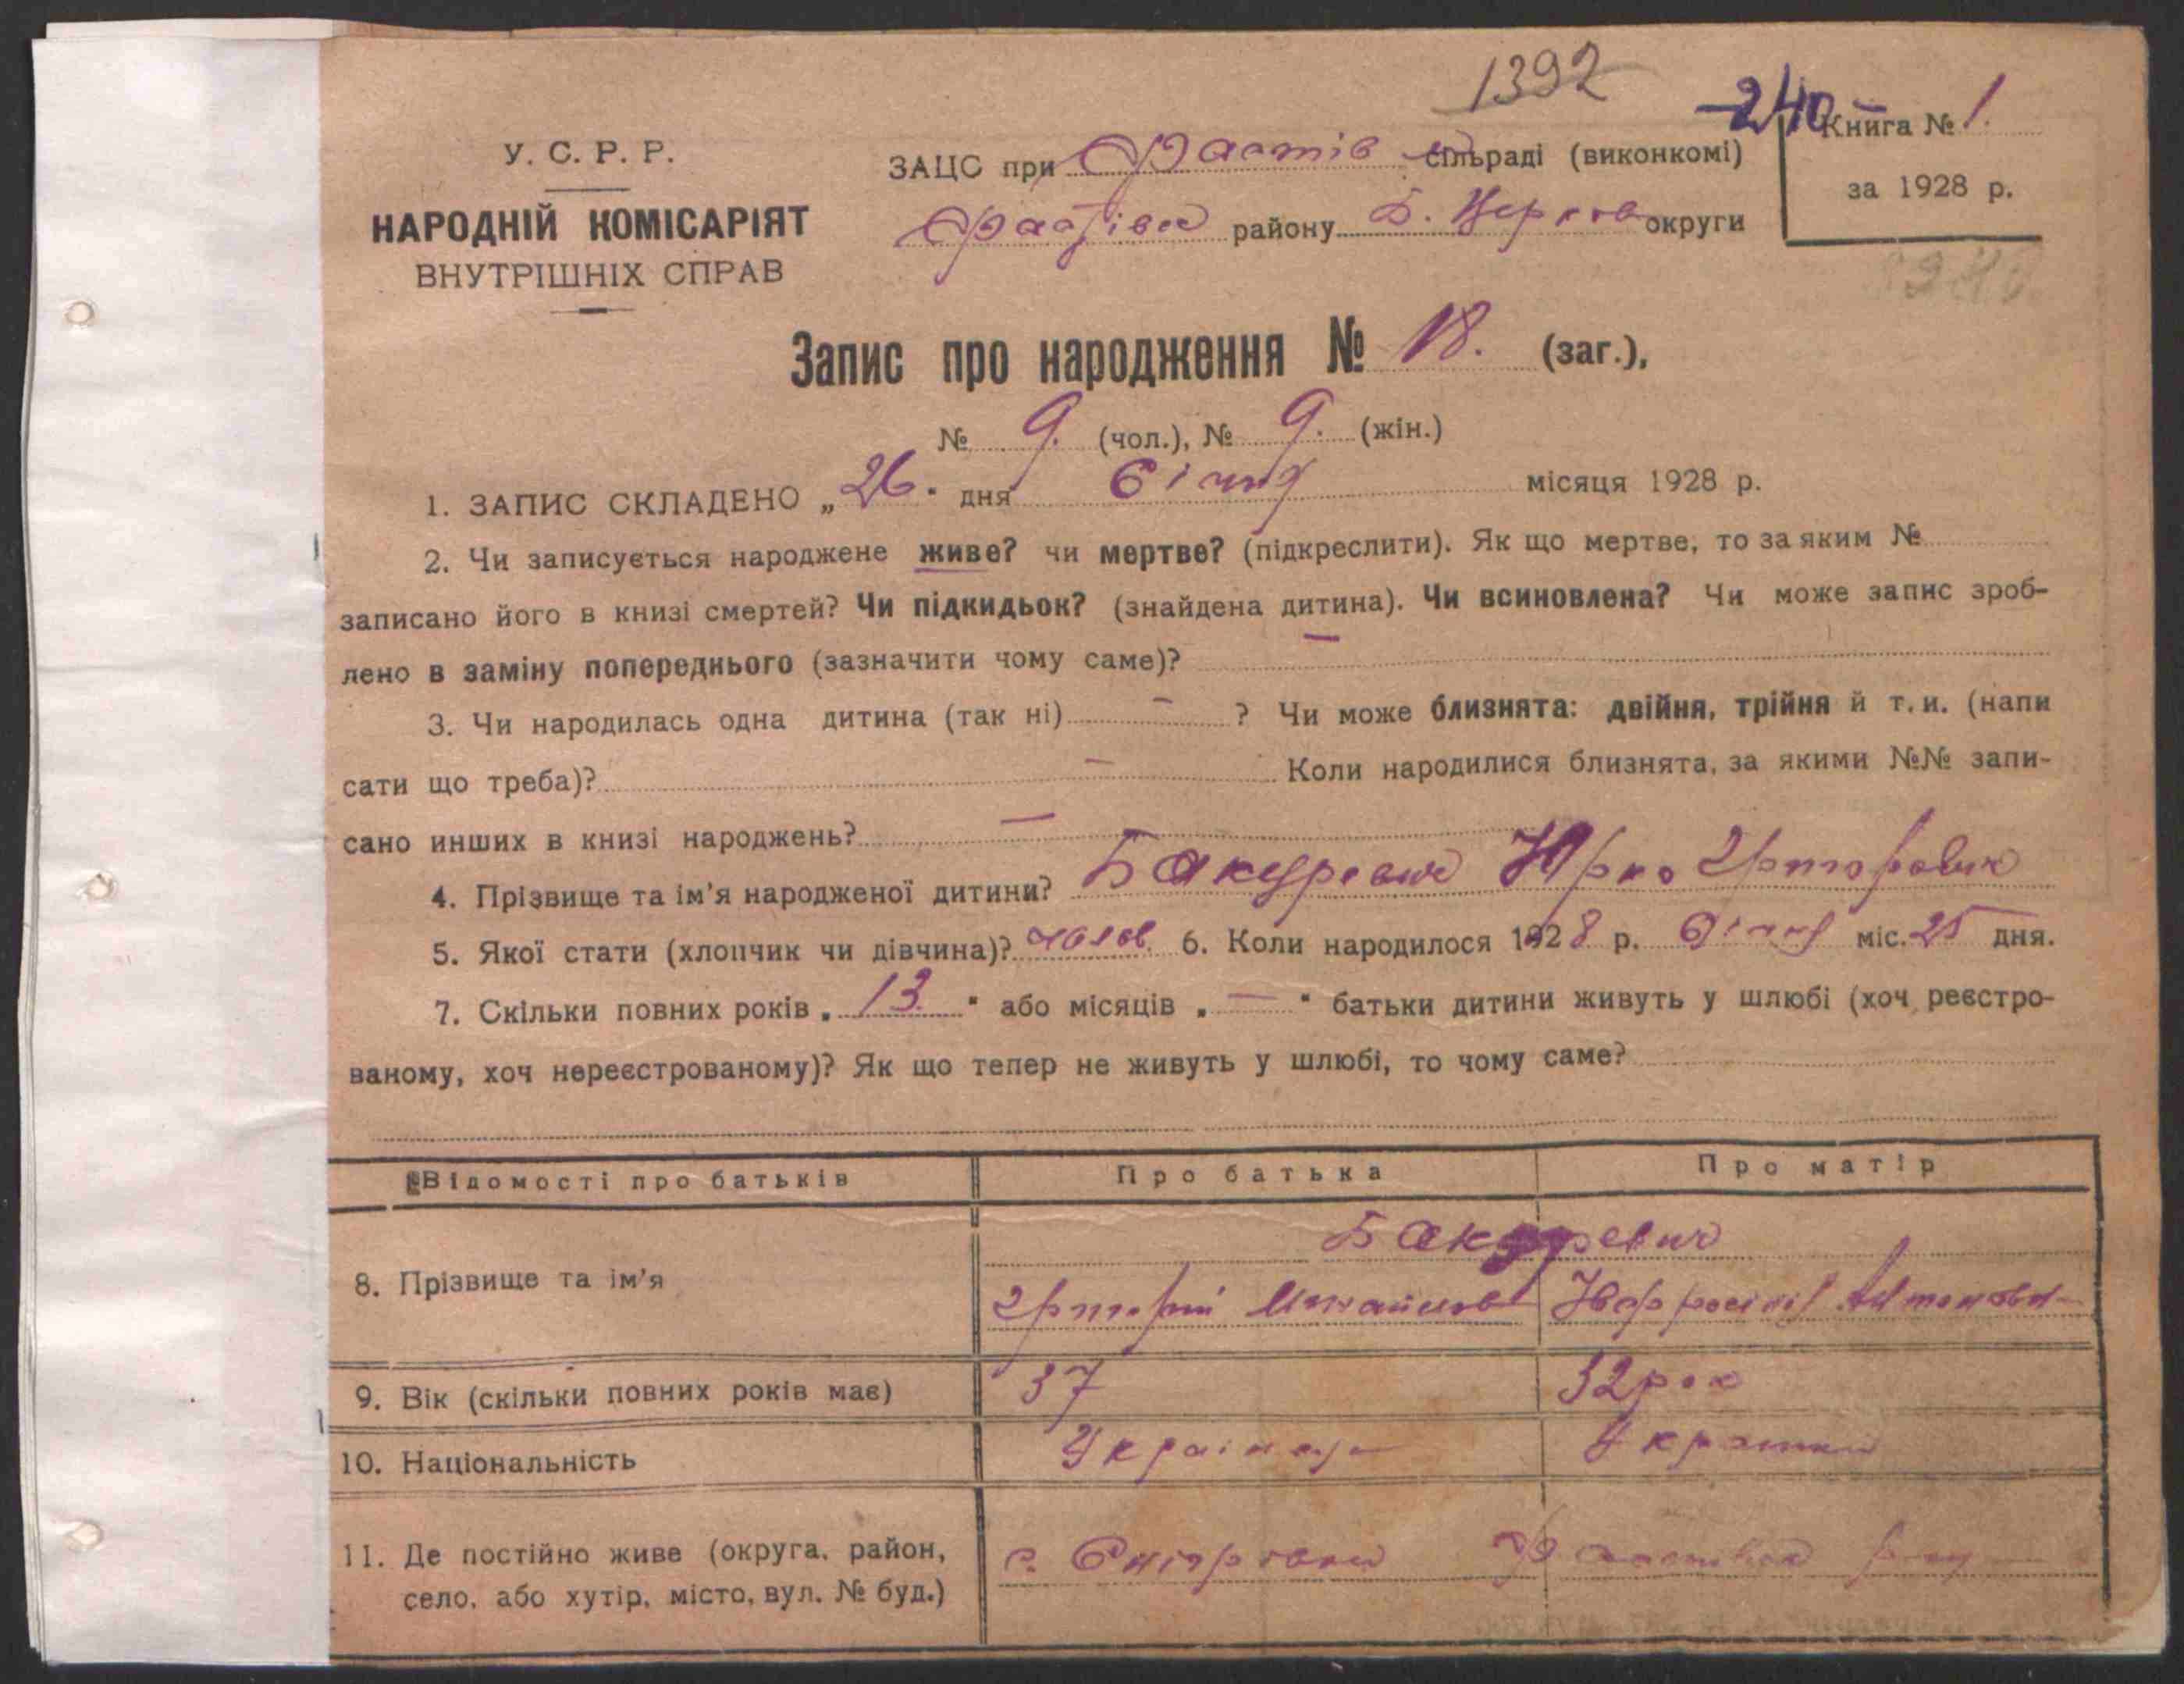 1392
240
Книга № 1.
У. С. Р. Р.
ЗАЦС при Фастів сільраді (виконкомі)
за 1928 р.
НАРОДНІЙ КОМІСАРІЯТ
району Б. Церков округи
ВНУТРІШНІХ СПРАВ
Запис про народження № 18. (заг.),
№ 9. (чол.), № 9. (жін.)
1. ЗАПИС СКЛАДЕНО „26" дня Січня місяця 1928 р.
2. Чи записується народжене живе? чи мертве? (підкреслити). Як що мертве, то за яким №
записано його в книзі смертей? Чи підкидьок? (знайдена дитина). Чи всиновлена? Чи може запис зроб-
лено в заміну попереднього (зазначити чому саме)? —
3. Чи народилась одна дитина (так ні) — ? Чи може близнята: двійня, трійня й т. и. (напи
сати що треба)? — Коли народилися близнята, за якими №№ запи-
сано инших в книзі народжень? —
4. Прізвище та ім'я народженої дитини? Бакуревич Юрко
5. Якої стати (хлопчик чи дівчина)? чолов. 6. Коли народилося 1928 р. Січня міс. 25 дня.
7. Скільки повних років „ 13. " або місяців „ — " батьки дитини живуть у шлюбі (хоч реєстро-
ваному, хоч нереєстрованому)? Як що тепер не живуть у шлюбі, то чому саме?
Відомості про батьків Про батька Про матір
Бакуревич
8. Прізвище та ім'я
9. Вік (скільки повних років має) 37 32 рок
10. Національність Українець
11. Де постійно живе (округа, район,
село, або хутір, місто, вул. № буд.)